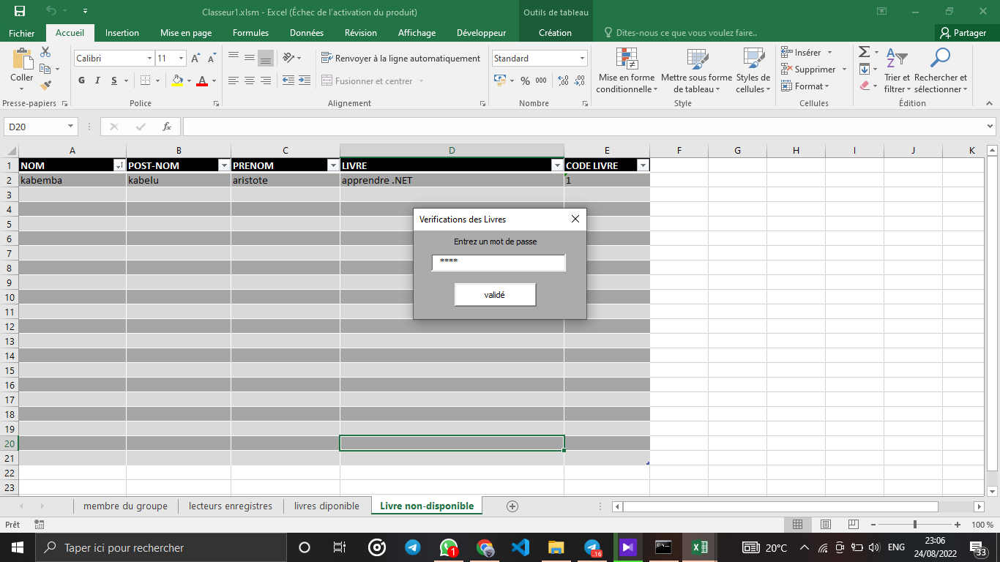 Classeur1.xlsm - Excel (Échec de l'activation du produit)
Outils de tableau
Fichier Accueil Insertion Mise en page Formules Données Révision Affichage Développeur Création Dites-nous ce que vous voulez faire.. Partager
Coller
Presse-papiers
Calibri 11
G I S
Police
Renvoyer à la ligne automatiquement
Fusionner et centrer
Alignement
Standard
% 000
Nombre
Mise en forme conditionnelle
Mettre sous forme de tableau
Styles de cellules
Style
Insérer
Supprimer
Format
Cellules
Trier et filtrer
Rechercher et sélectionner
Édition
D20 fx
A B C D E F G H I J K
1 NOM POST-NOM PRENOM LIVRE CODE LIVRE
2 kabemba kabelu aristote apprendre .NET 1
3
4
5
6
7
8
9
10
11
12
13
14
15
16
17
18
19
20
21
22
23
Verifications des Livres
Entrez un mot de passe
****
validé
membre du groupe lecteurs enregistres livres diponible Livre non-disponible
Prêt 100 %
Taper ici pour rechercher
1
..16
20°C
ENG
23:06
24/08/2022
33